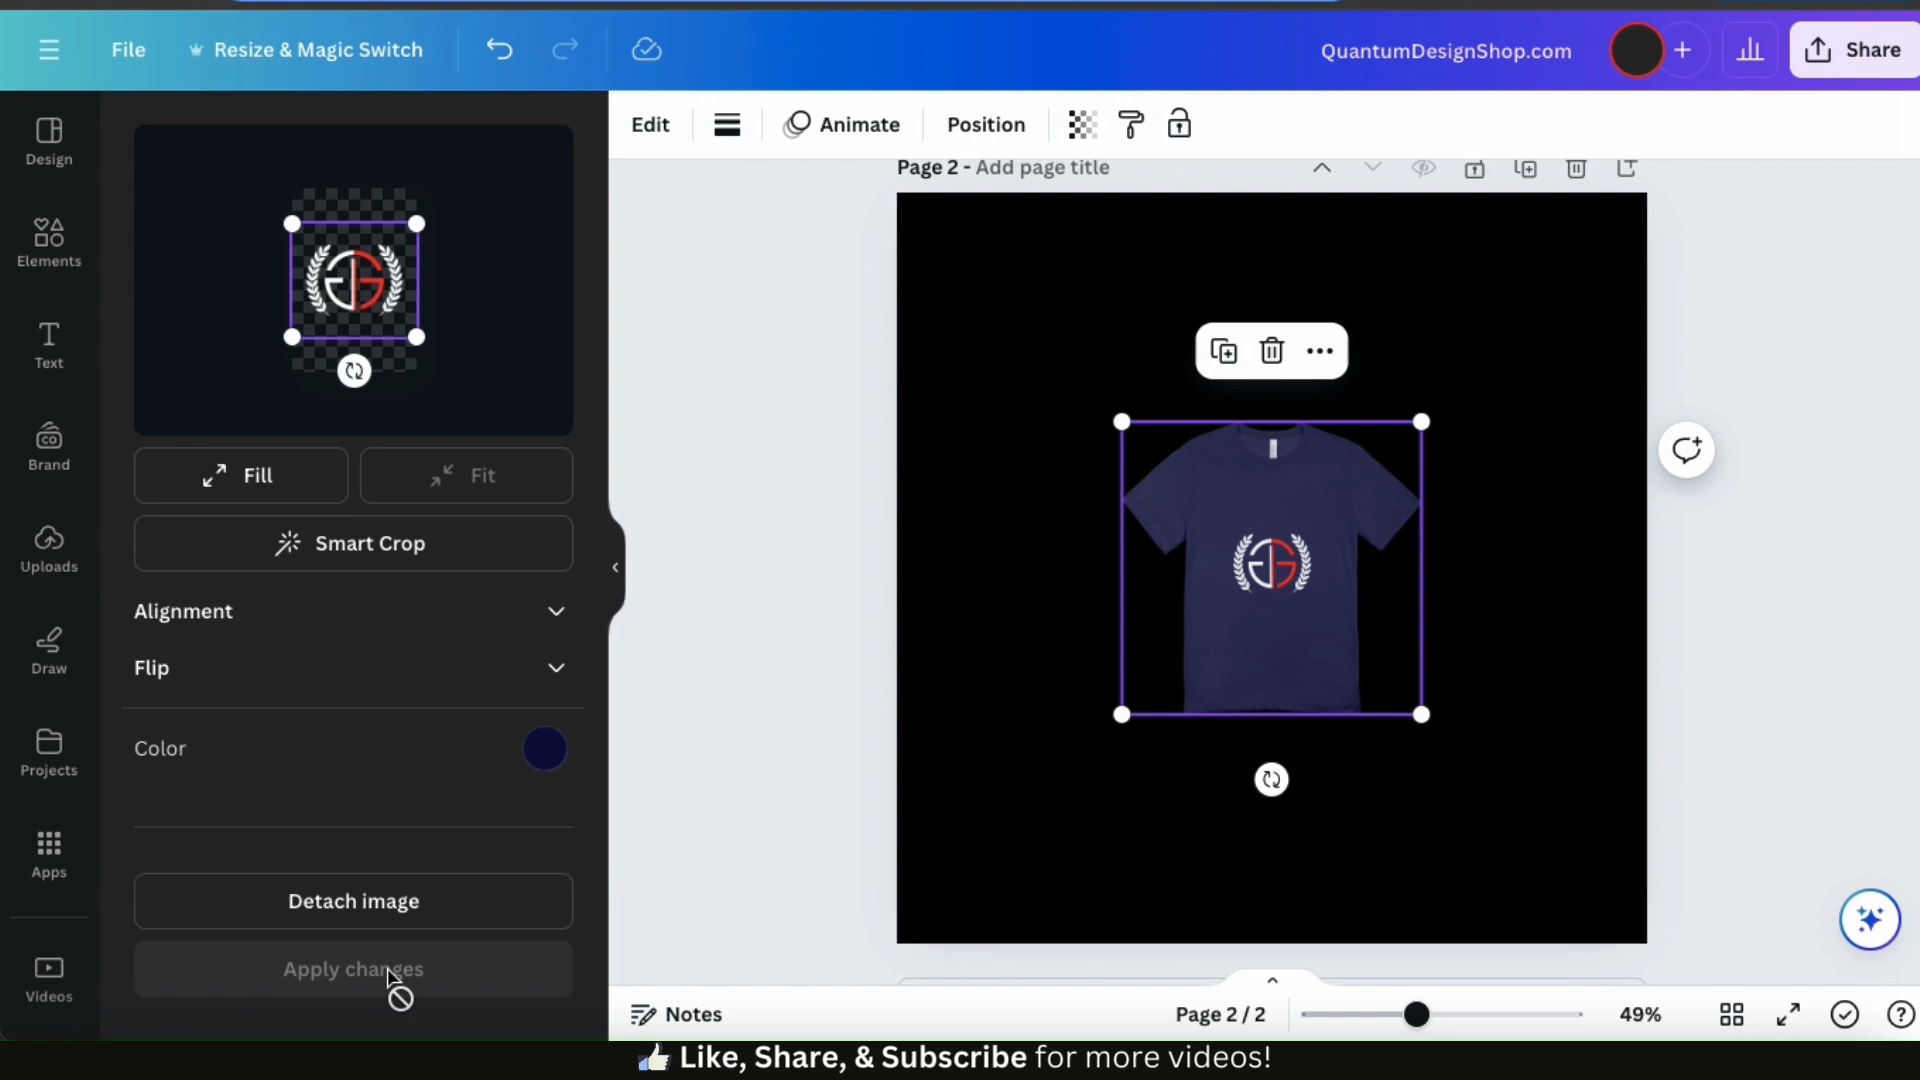 File
Resize & Magic Switch
QuantumDesignShop.com
Share
Design
Elements
Text
Brand
Uploads
Draw
Projects
Apps
Videos
CO
Fill
Fit
Smart Crop
Alignment
Flip
Color
Detach image
Apply changes
Edit
Animate
Position
Page 2 - Add page title
Notes
Page 2 / 2
49%
Like, Share, & Subscribe for more videos!